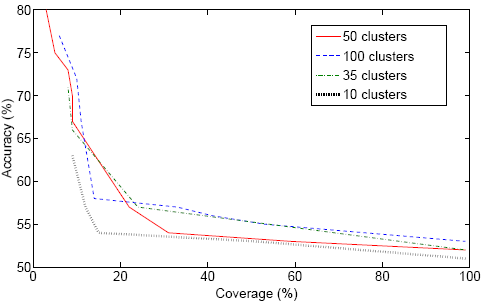 80
75
70
65
60
55
50
Accuracy (%)
50 clusters
100 clusters
35 clusters
10 clusters
0
20
40
60
80
100
Coverage (%)